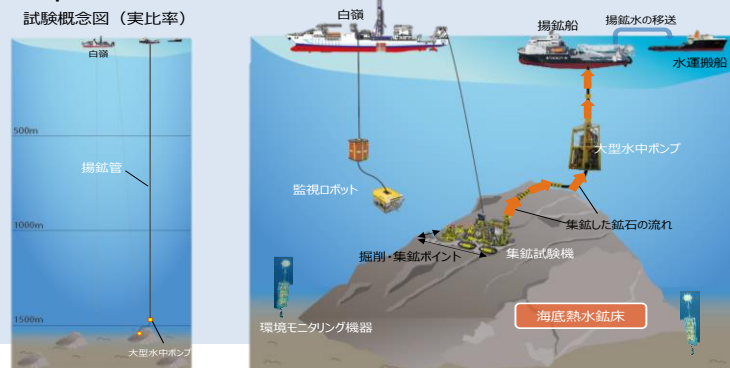 試験概念図（実比率）
白嶺
500m
揚鉱管
1000m
1500m
大型水中ポンプ
白嶺
揚鉱船
揚鉱水の移送
水運搬船
大型水中ポンプ
監視ロボット
集鉱した鉱石の流れ
掘削・集鉱ポイント
集鉱試験機
環境モニタリング機器
海底熱水鉱床